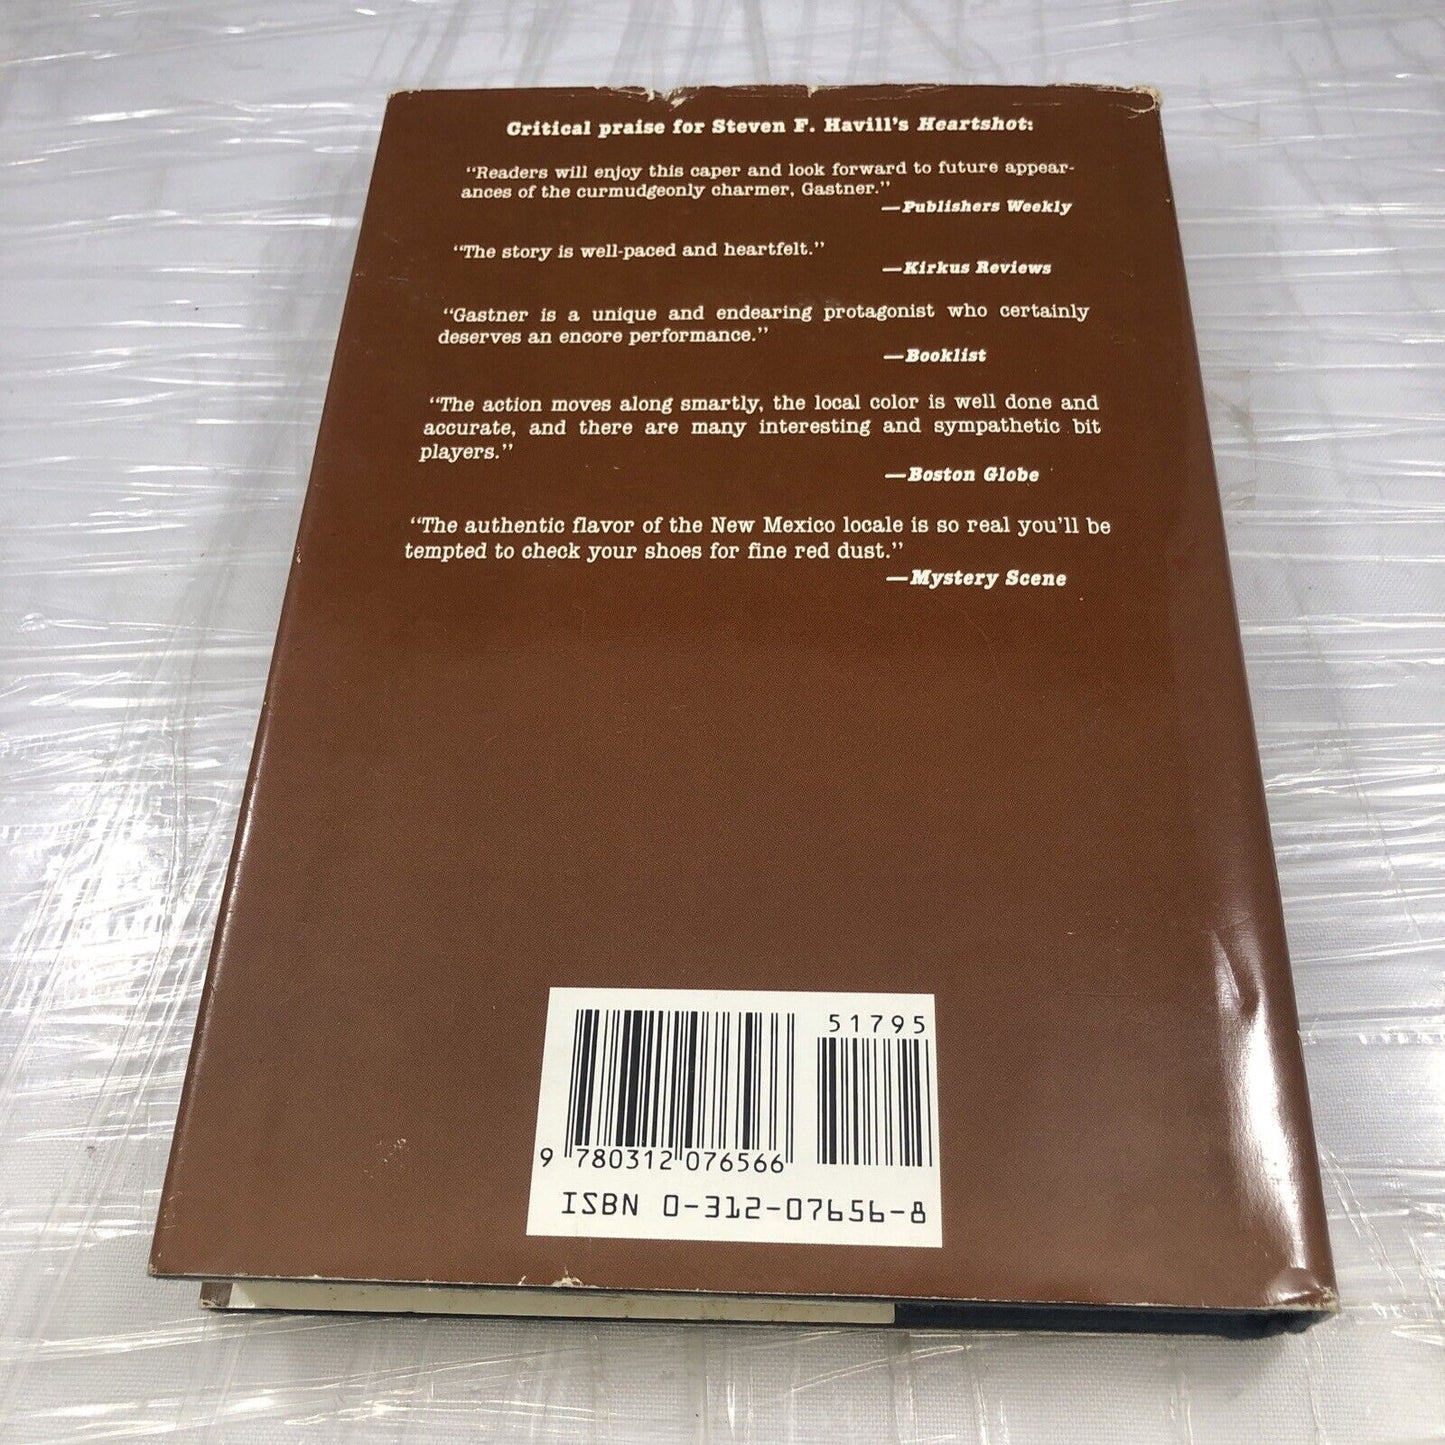 Critical praise for Steven F. Havill's Heartshot:
"Readers will enjoy this caper and look forward to future appear-
ances of the curmudgeonly charmer, Gastner."
—Publishers Weekly
"The story is well-paced and heartfelt."
—Kirkus Reviews
"Gastner is a unique and endearing protagonist who certainly
deserves an encore performance."
—Booklist
"The action moves along smartly, the local color is well done and
accurate, and there are many interesting and sympathetic bit
players."
—Boston Globe
"The authentic flavor of the New Mexico locale is so real you'll be
tempted to check your shoes for fine red dust."
—Mystery Scene
51795
9 780312 076566
ISBN 0-312-07656-8